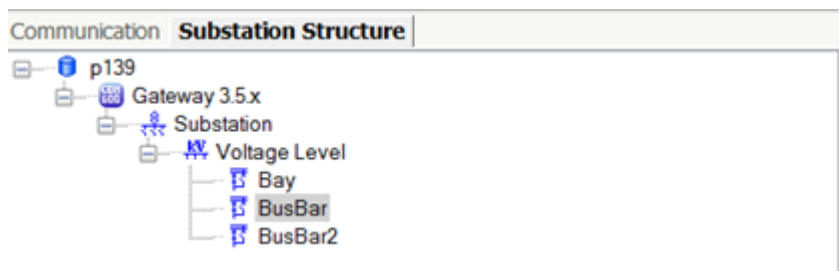 Communication Substation Structure
p139
Gateway 3.5.x
Substation
Voltage Level
Bay
BusBar
BusBar2